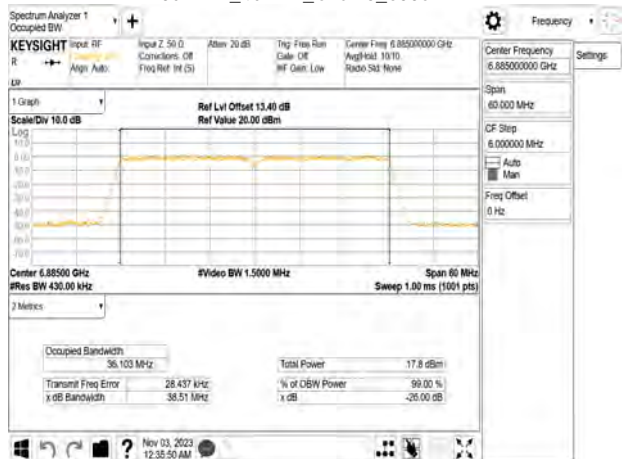 Spectrum Analyzer 1
Occupied BW
+
Frequency
KEYSIGHT
Input: RF
Input Z: 50 Ω
Atten: 20 dB
Trig: Free Run
Center Freq: 6.885000000 GHz
R
Corrections: Off
Gate: Off
Avg|Hold: 10/10
Align: Auto
Freq Ref: Int (S)
#IF Gain: Low
Radio Std: None
Center Frequency
6.885000000 GHz
Settings
Span
60.000 MHz
CF Step
6.000000 MHz
Auto
Man
Freq Offset
0 Hz
1 Graph
Scale/Div 10.0 dB
Ref Lvl Offset 13.40 dB
Ref Value 20.00 dBm
Log
Center 6.88500 GHz
#Video BW 1.5000 MHz
Span 60 MHz
#Res BW 430.00 kHz
Sweep 1.00 ms (1001 pts)
2 Metrics
Occupied Bandwidth
36.103 MHz
Total Power
17.8 dBm
Transmit Freq Error
28.437 kHz
% of OBW Power
99.00 %
x dB Bandwidth
38.51 MHz
x dB
-26.00 dB
?
Nov 03, 2023
12:35:50 AM